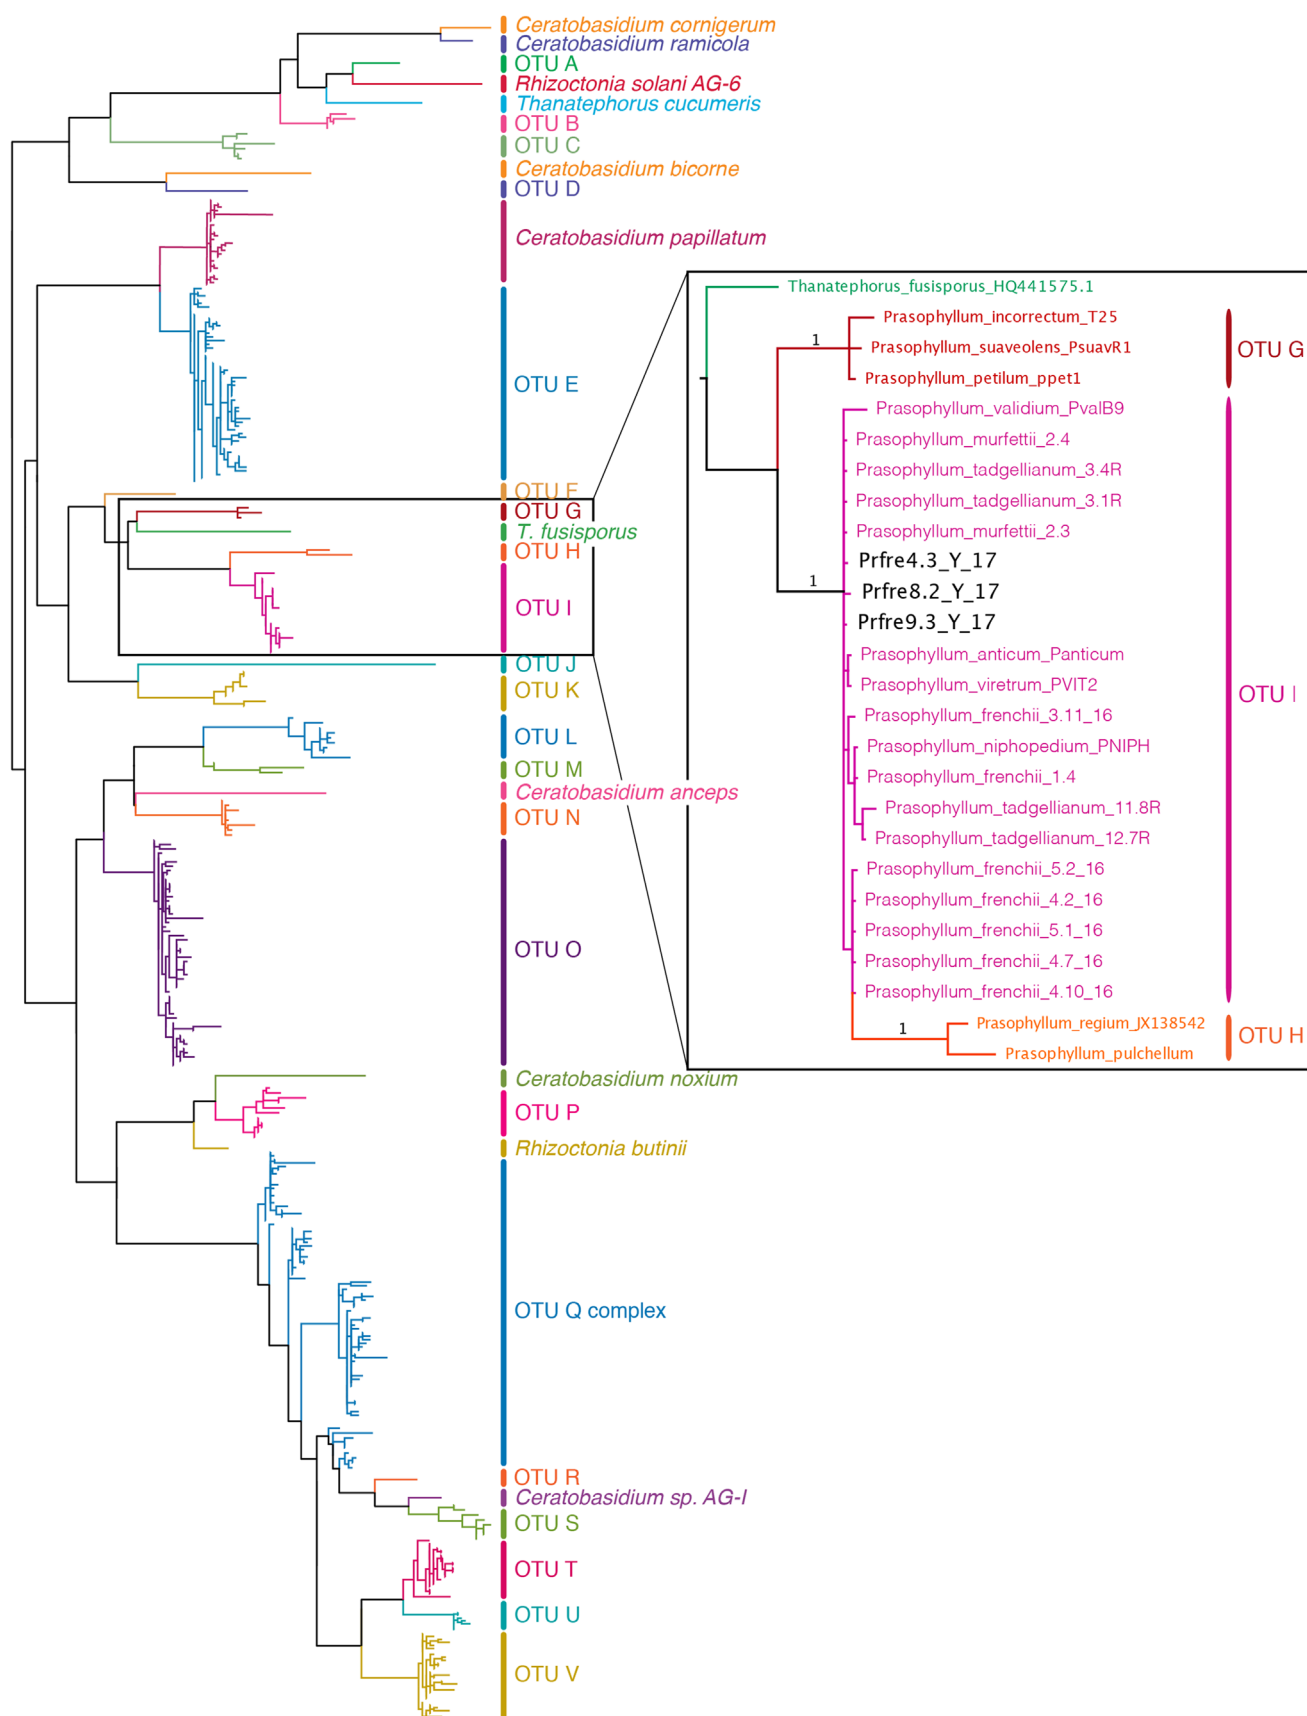 Ceratobasidium cornigerum
Ceratobasidium ramicola
OTU A
Rhizoctonia solani AG-6
Thanatephorus cucumeris
OTU B
OTU C
Ceratobasidium bicorne
OTU D
Ceratobasidium papillatum
OTU E
OTU F
OTU G
T. fusisporus
OTU H
OTU I
OTU J
OTU K
OTU L
OTU M
Ceratobasidium anceps
OTU N
OTU O
Ceratobasidium noxium
OTU P
Rhizoctonia butinii
OTU Q complex
OTU R
Ceratobasidium sp. AG-I
OTU S
OTU T
OTU U
OTU V
Thanatephorus_fusisporus_HQ441575.1
Prasophyllum_incorrectum_T25
1
Prasophyllum_suaveolens_PsuavR1
OTU G
Prasophyllum_petilum_ppet1
Prasophyllum_validium_PvalB9
Prasophyllum_murfettii_2.4
Prasophyllum_tadgellianum_3.4R
Prasophyllum_tadgellianum_3.1R
Prasophyllum_murfettii_2.3
Prfre4.3_Y_17
1
Prfre8.2_Y_17
Prfre9.3_Y_17
Prasophyllum_anticum_Panticum
Prasophyllum_viretrum_PVIT2
OTU I
Prasophyllum_frenchii_3.11_16
Prasophyllum_niphopedium_PNIPH
Prasophyllum_frenchii_1.4
Prasophyllum_tadgellianum_11.8R
Prasophyllum_tadgellianum_12.7R
Prasophyllum_frenchii_5.2_16
Prasophyllum_frenchii_4.2_16
Prasophyllum_frenchii_5.1_16
Prasophyllum_frenchii_4.7_16
Prasophyllum_frenchii_4.10_16
1
Prasophyllum_regium_JX138542
OTU H
Prasophyllum_pulchellum